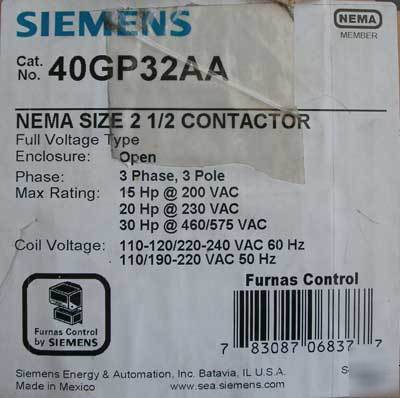 SIEMENS
NEMA
MEMBER
Cat. No. 40GP32AA
NEMA SIZE 2 1/2 CONTACTOR
Full Voltage Type
Enclosure: Open
Phase: 3 Phase, 3 Pole
Max Rating: 15 Hp @ 200 VAC
20 Hp @ 230 VAC
30 Hp @ 460/575 VAC
Coil Voltage: 110-120/220-240 VAC 60 Hz
110/190-220 VAC 50 Hz
Furnas Control
Furnas Control
by SIEMENS
7 83087 06837 7
Siemens Energy & Automation, Inc. Batavia, IL U.S.A.
Made in Mexico www.sea.siemens.com